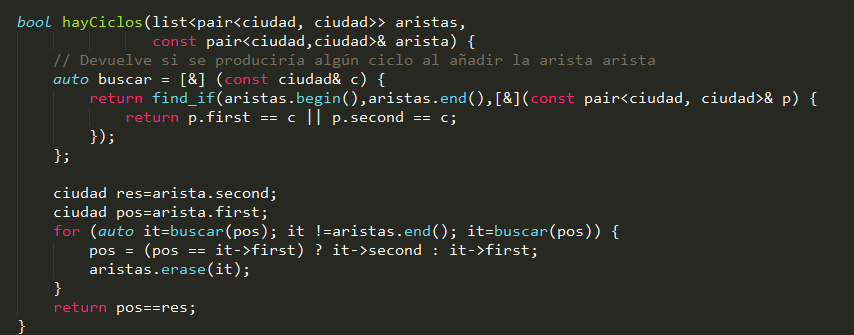 bool hayCiclos(list<pair<ciudad, ciudad>> aristas,
               const pair<ciudad,ciudad>& arista) {
    // Devuelve si se produciría algún ciclo al añadir la arista arista
    auto buscar = [&] (const ciudad& c) {
        return find_if(aristas.begin(),aristas.end(),[&](const pair<ciudad, ciudad>& p) {
            return p.first == c || p.second == c;
        });
    };

    ciudad res=arista.second;
    ciudad pos=arista.first;
    for (auto it=buscar(pos); it !=aristas.end(); it=buscar(pos)) {
        pos = (pos == it->first) ? it->second : it->first;
        aristas.erase(it);
    }
    return pos==res;
}